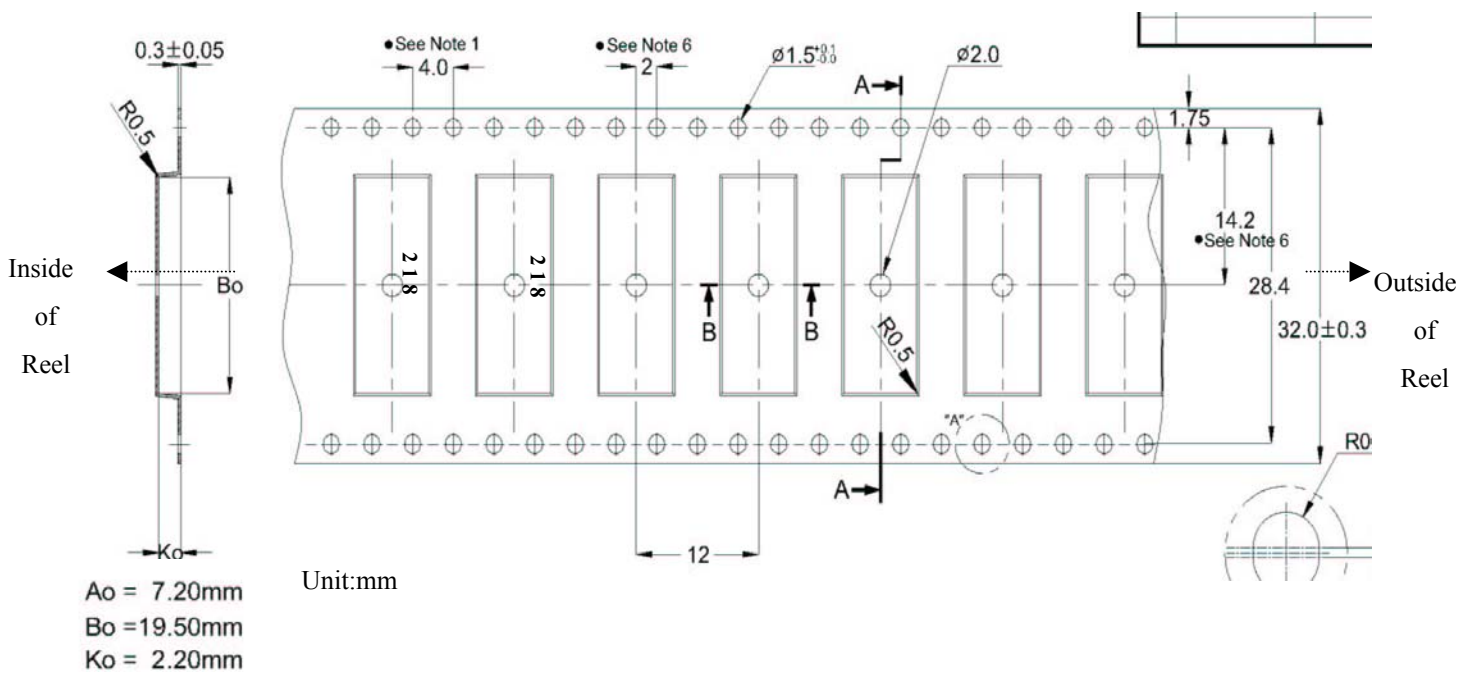 0.3±0.05
●See Note 1
4.0
●See Note 6
2
Ø1.5+0.1 -0.0
A
Ø2.0
1.75
R0.5
14.2
●See Note 6
28.4
32.0±0.3
Inside
of
Reel
Bo
218
218
B
B
R0.5
Outside
of
Reel
"A"
A
R0
12
Ko
Unit:mm
Ao = 7.20mm
Bo =19.50mm
Ko = 2.20mm